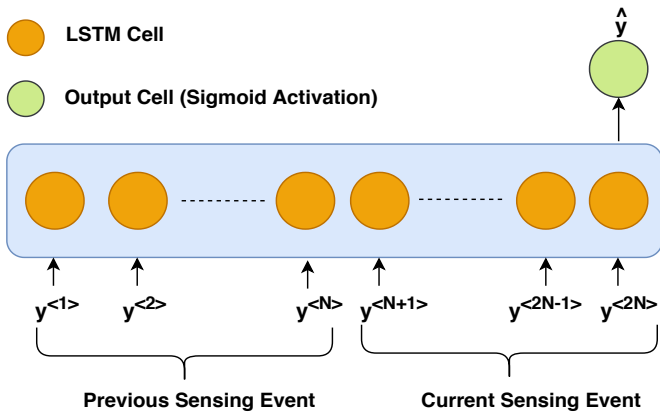 LSTM Cell
ŷ
Output Cell (Sigmoid Activation)
y<1> y<2> y<N> y<N+1> y<2N-1> y<2N>
Previous Sensing Event Current Sensing Event